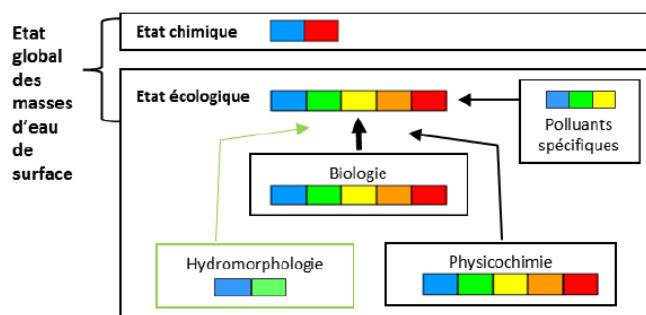 Etat
global
des
masses
d'eau
de
surface
Etat chimique
Etat écologique
Polluants
spécifiques
Biologie
Hydromorphologie
Physicochimie